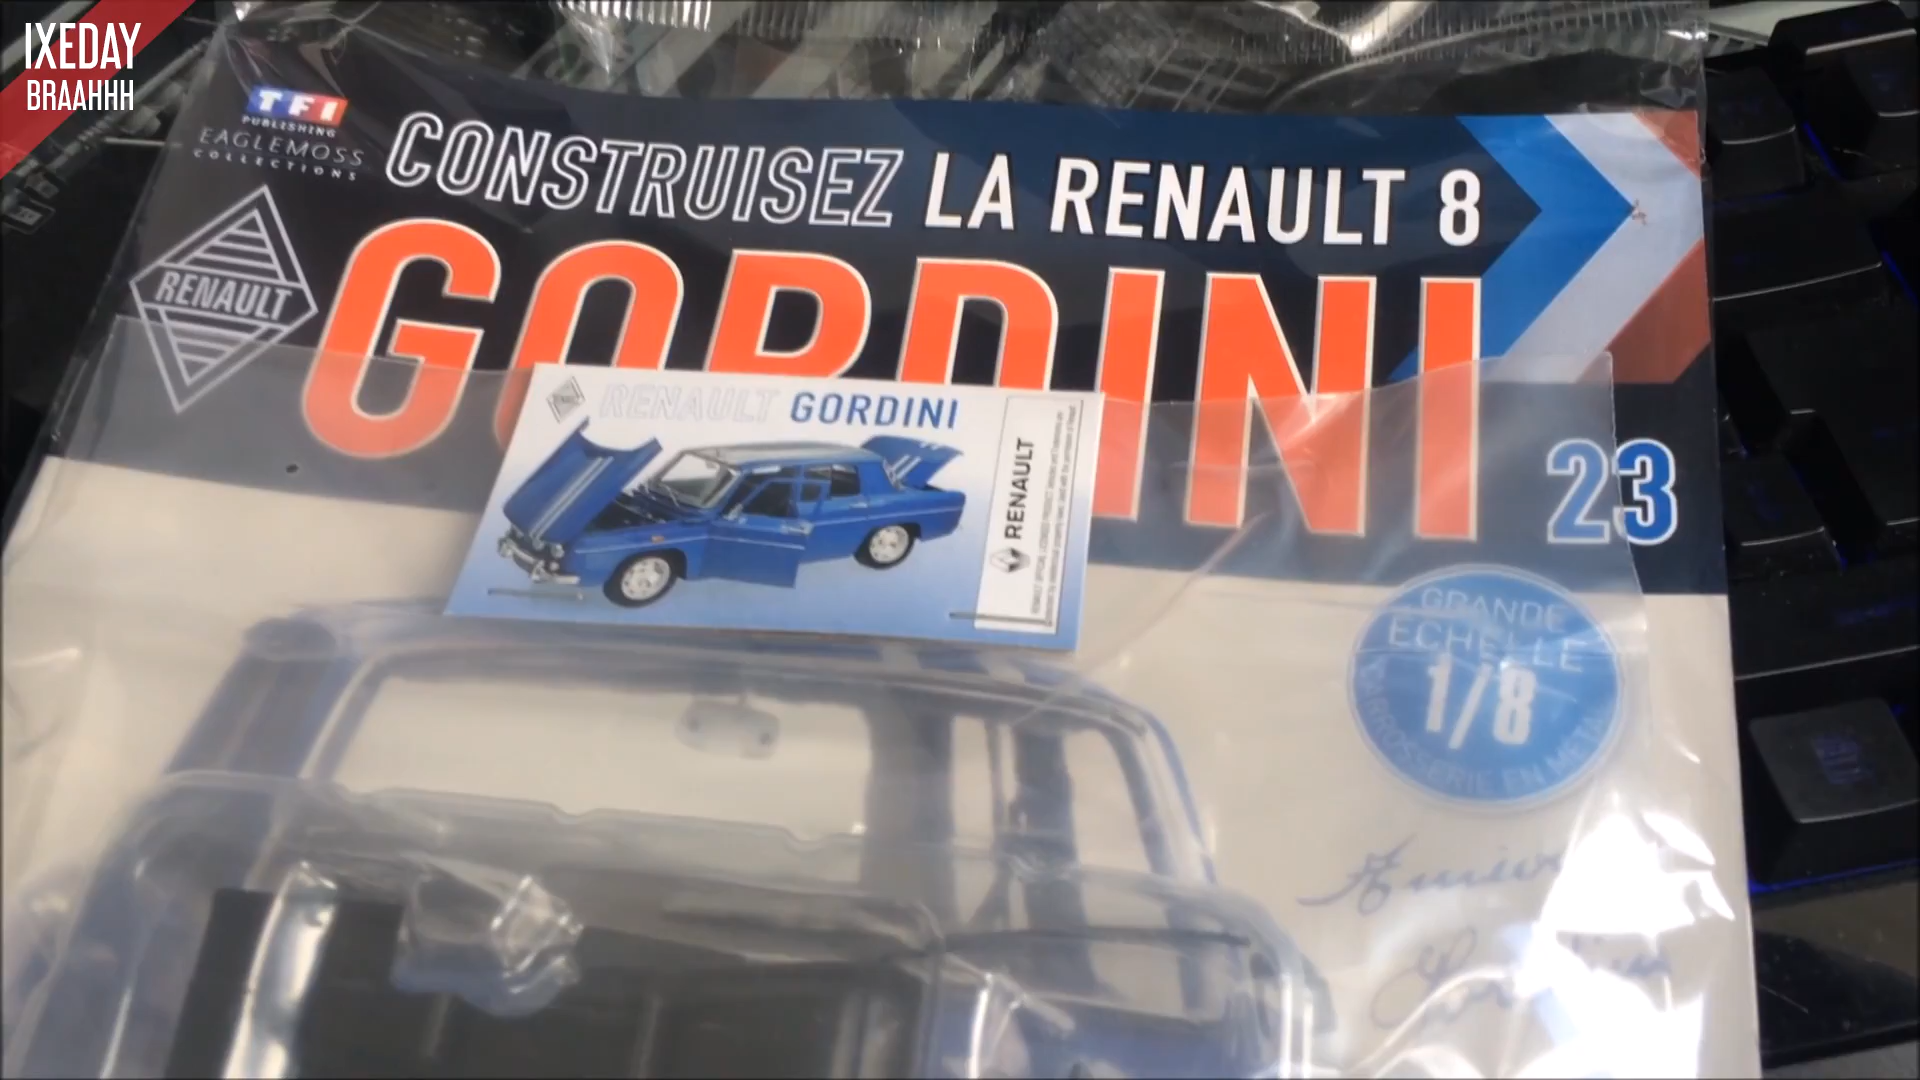 IXEDAY
BRAAHHH
TF1
PUBLISHING
EAGLEMOSS
COLLECTIONS
CONSTRUISEZ LA RENAULT 8
RENAULT
GORDINI
23
RENAULT GORDINI
RENAULT
GRANDE
ECHELLE
1/8
CARROSSERIE EN METAL